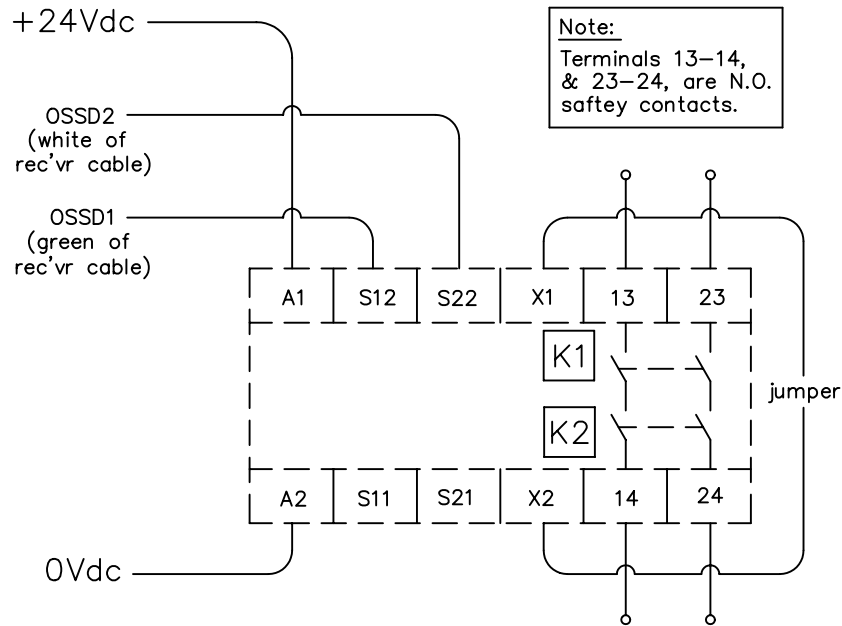 +24Vdc
Note:
Terminals 13-14,
& 23-24, are N.O.
saftey contacts.
OSSD2
(white of
rec'vr cable)
OSSD1
(green of
rec'vr cable)
A1 S12 S22 X1 13 23
K1
jumper
K2
A2 S11 S21 X2 14 24
0Vdc